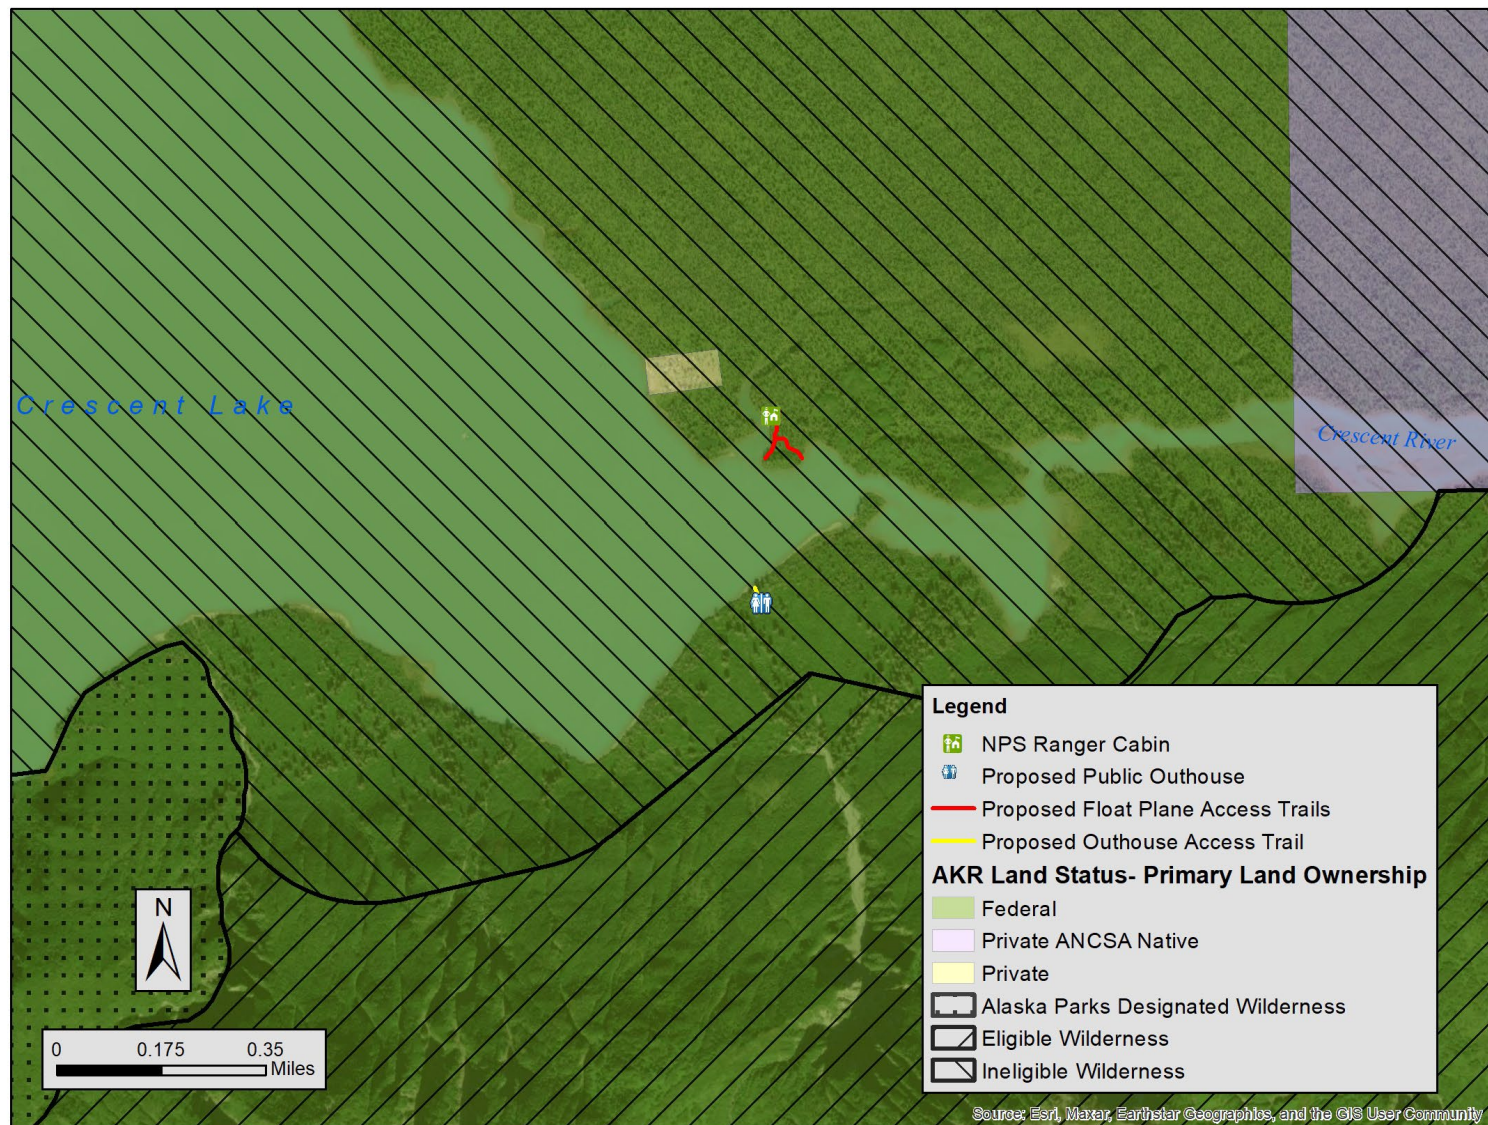 Crescent Lake
Crescent River
Legend
NPS Ranger Cabin
Proposed Public Outhouse
Proposed Float Plane Access Trails
Proposed Outhouse Access Trail
AKR Land Status- Primary Land Ownership
Federal
Private ANCSA Native
Private
Alaska Parks Designated Wilderness
Eligible Wilderness
Ineligible Wilderness
N
0 0.175 0.35
Miles
Source: Esri, Maxar, Earthstar Geographics, and the GIS User Community